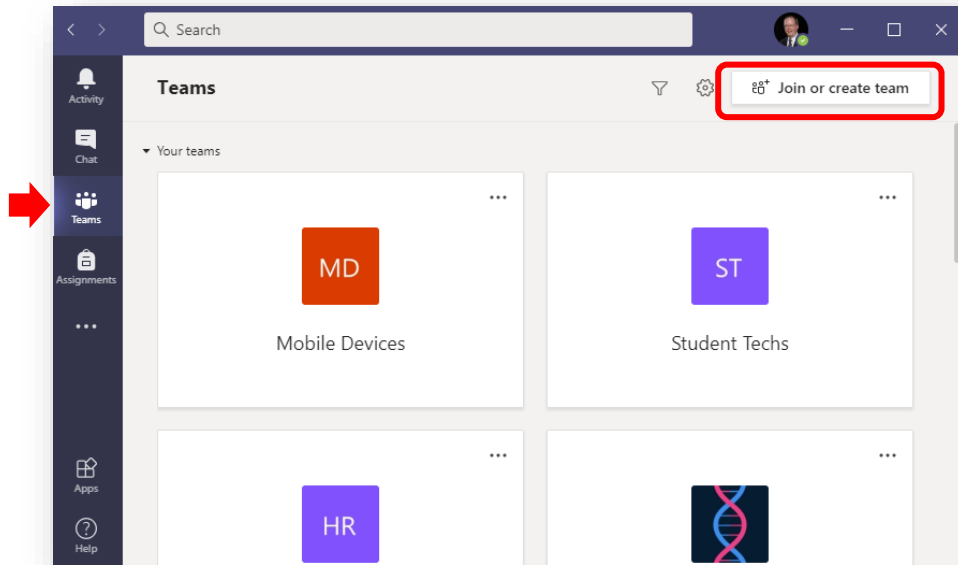 Search
Activity
Chat
Teams
Assignments
Apps
Help
Teams
Join or create team
Your teams
MD
Mobile Devices
ST
Student Techs
HR